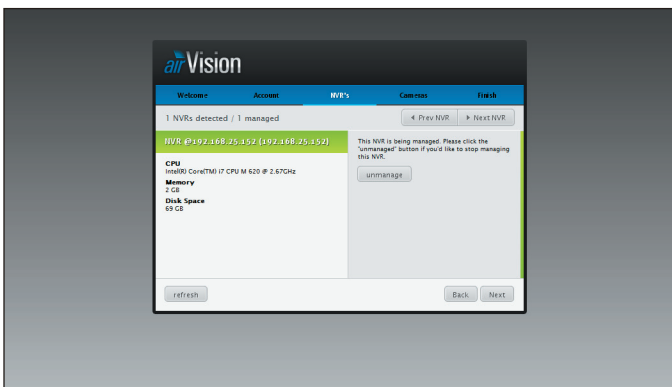 airVision
Welcome Account NVR's Cameras Finish
1 NVRs detected / 1 managed
Prev NVR Next NVR
NVR @192.168.25.152 (192.168.25.152)
CPU
Intel(R) Core(TM) i7 CPU M 620 @ 2.67GHz
Memory
2 GB
Disk Space
69 GB
This NVR is being managed. Please click the
"unmanaged" button if you'd like to stop managing
this NVR.
unmanage
refresh
Back Next